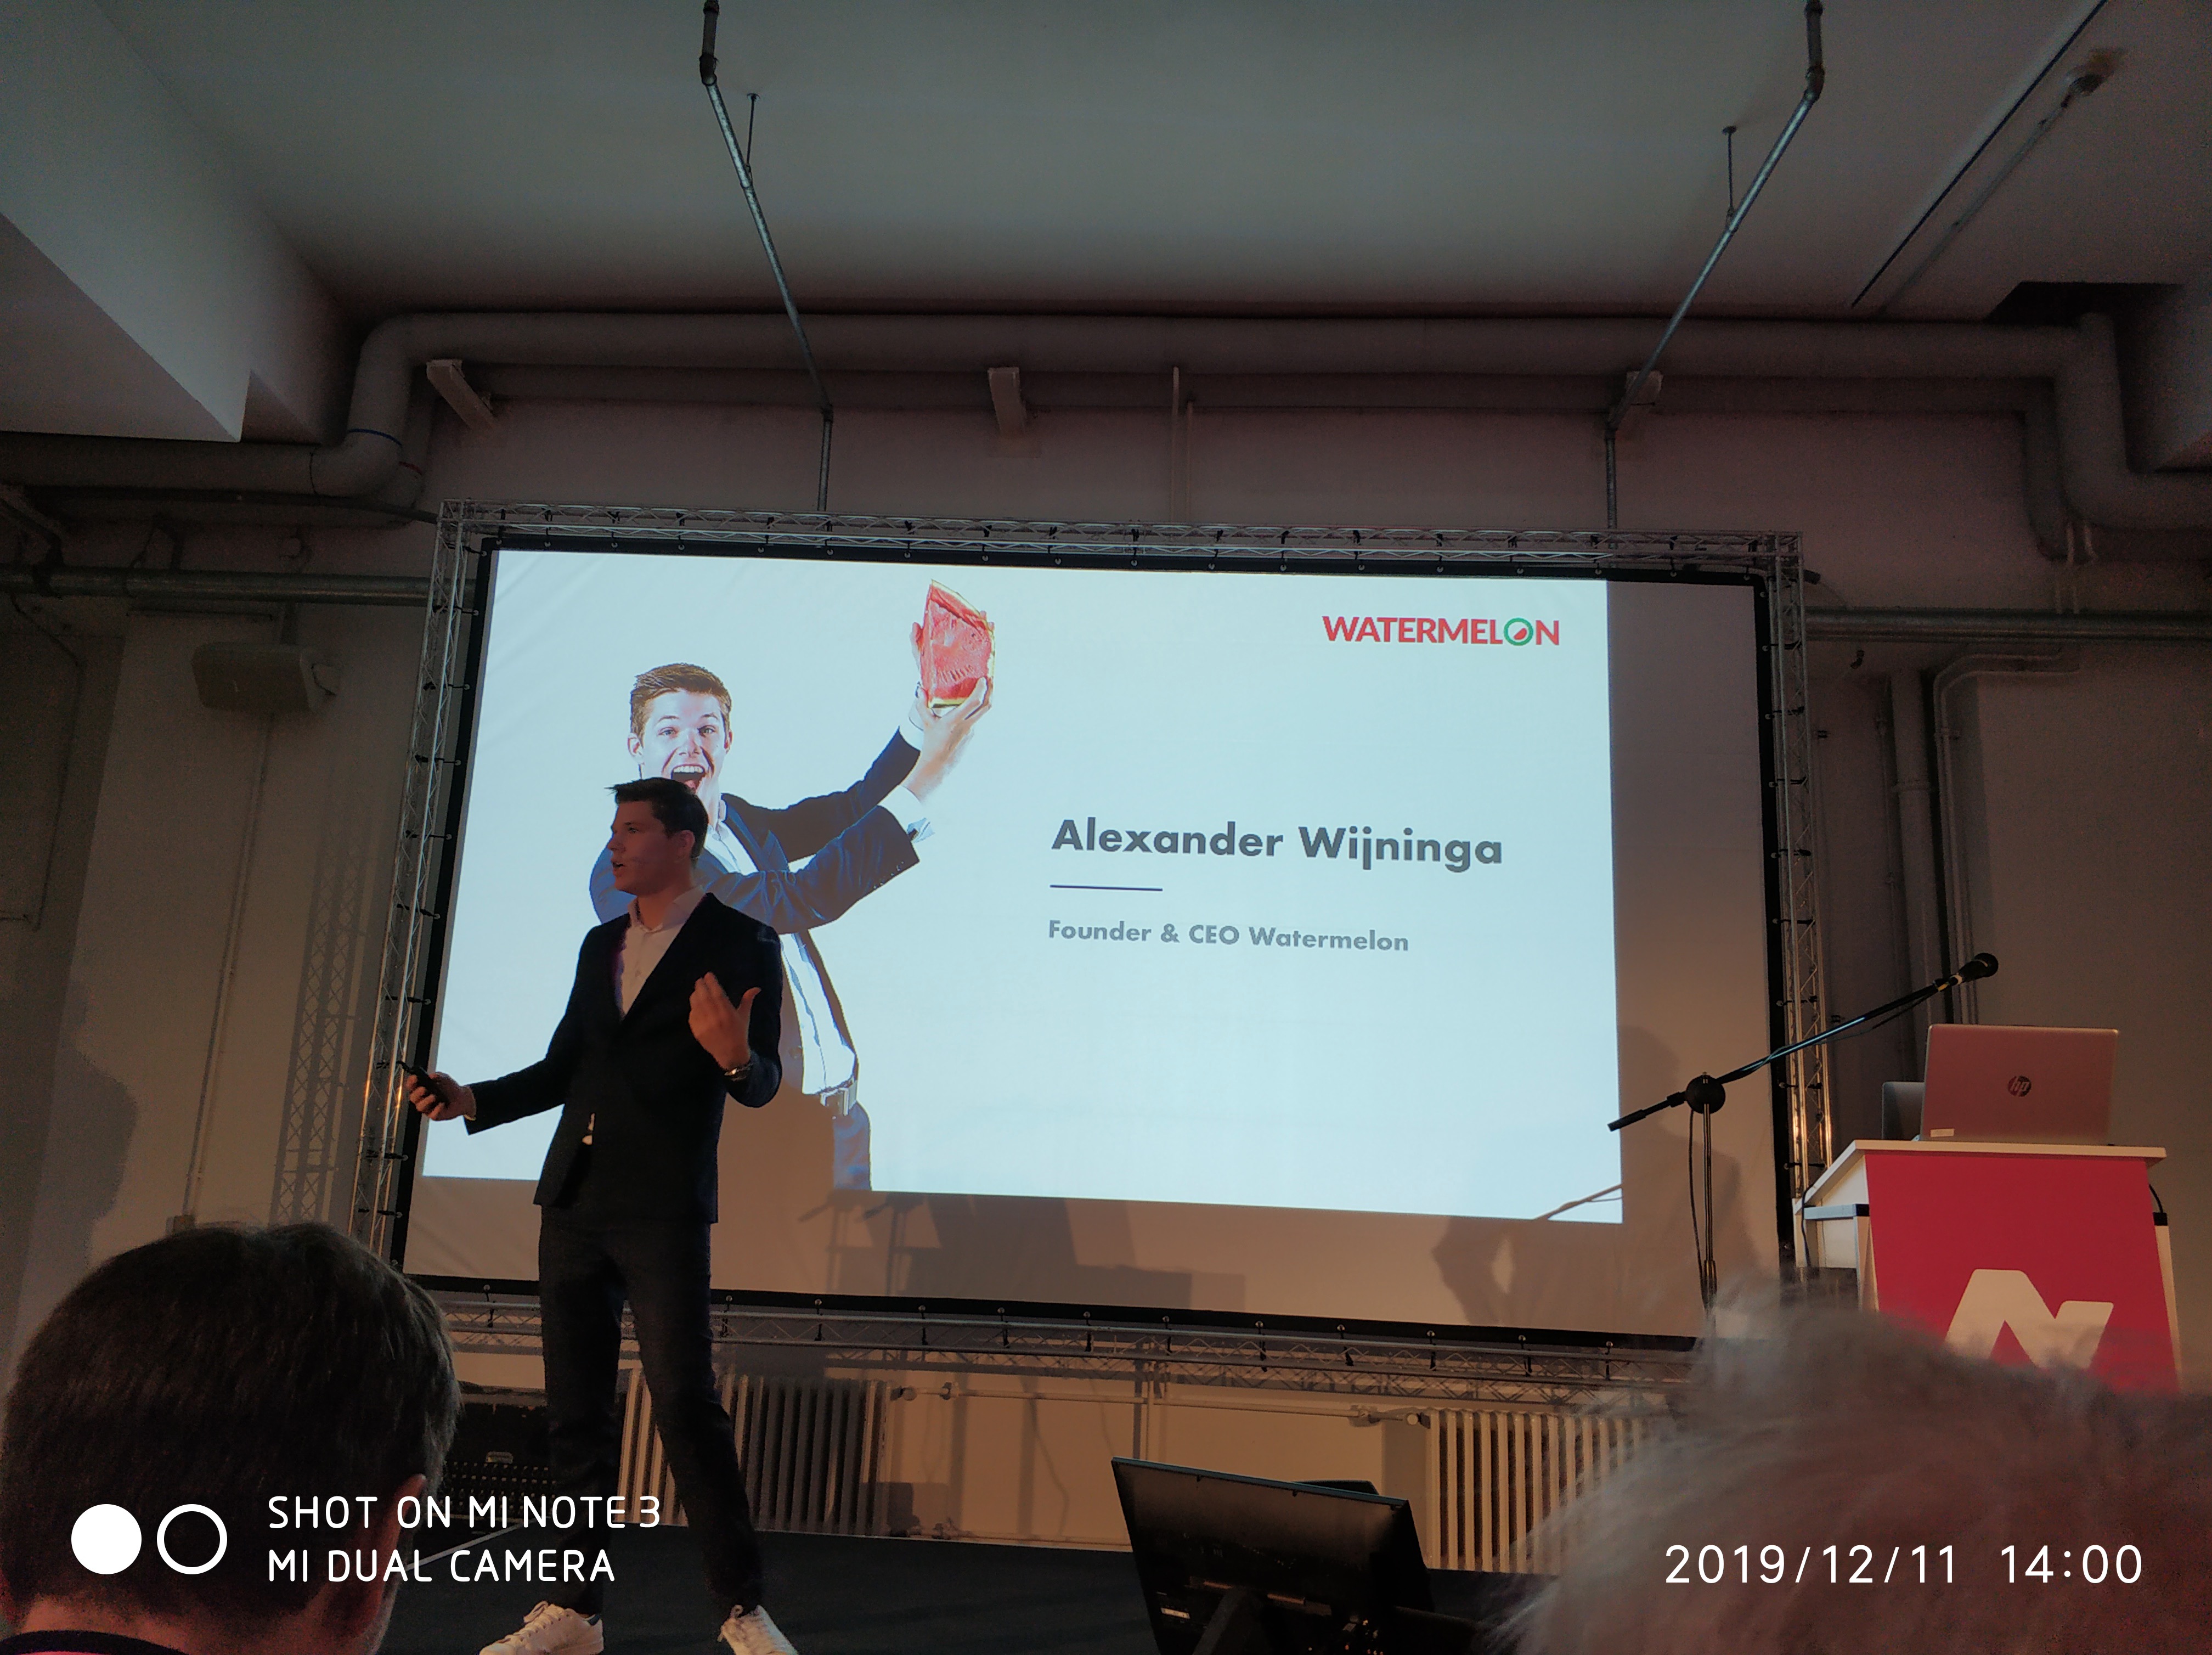 WATERMELON
Alexander Wijninga
Founder & CEO Watermelon
hp
SHOT ON MI NOTE 3
MI DUAL CAMERA
2019/12/11 14:00